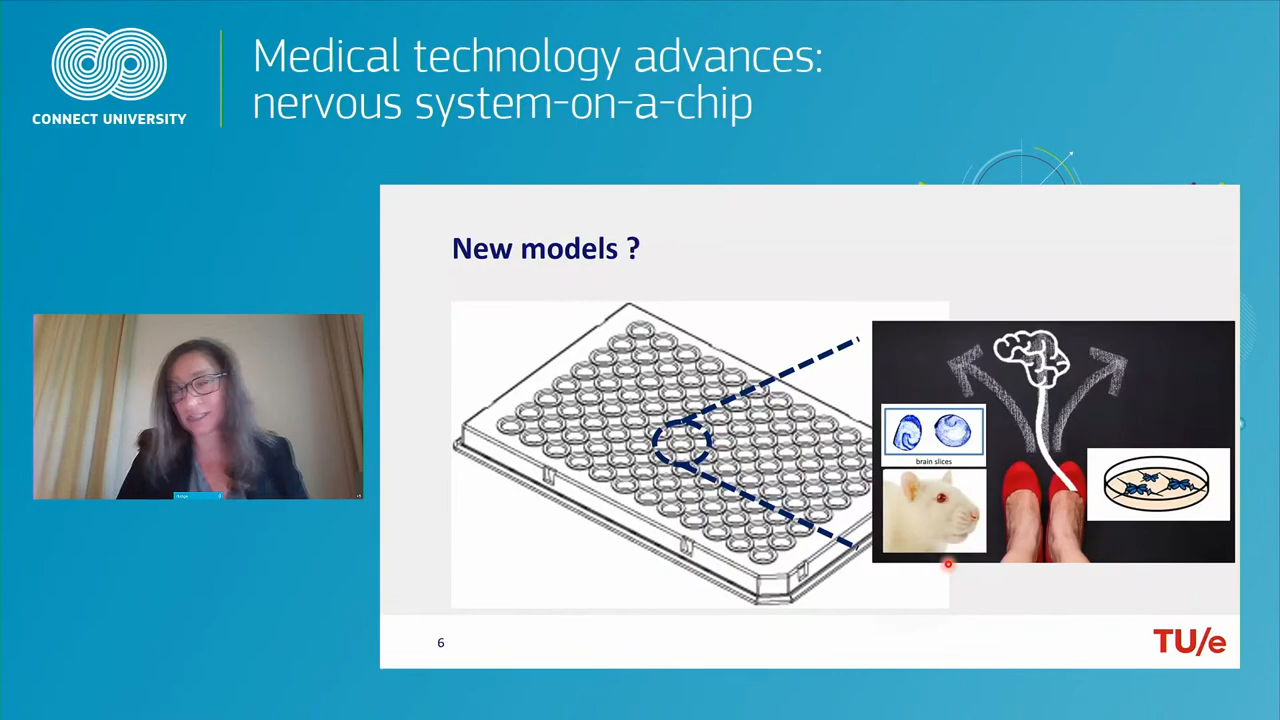 CONNECT UNIVERSITY
Medical technology advances:
nervous system-on-a-chip
New models ?
brain slices
6
TU/e